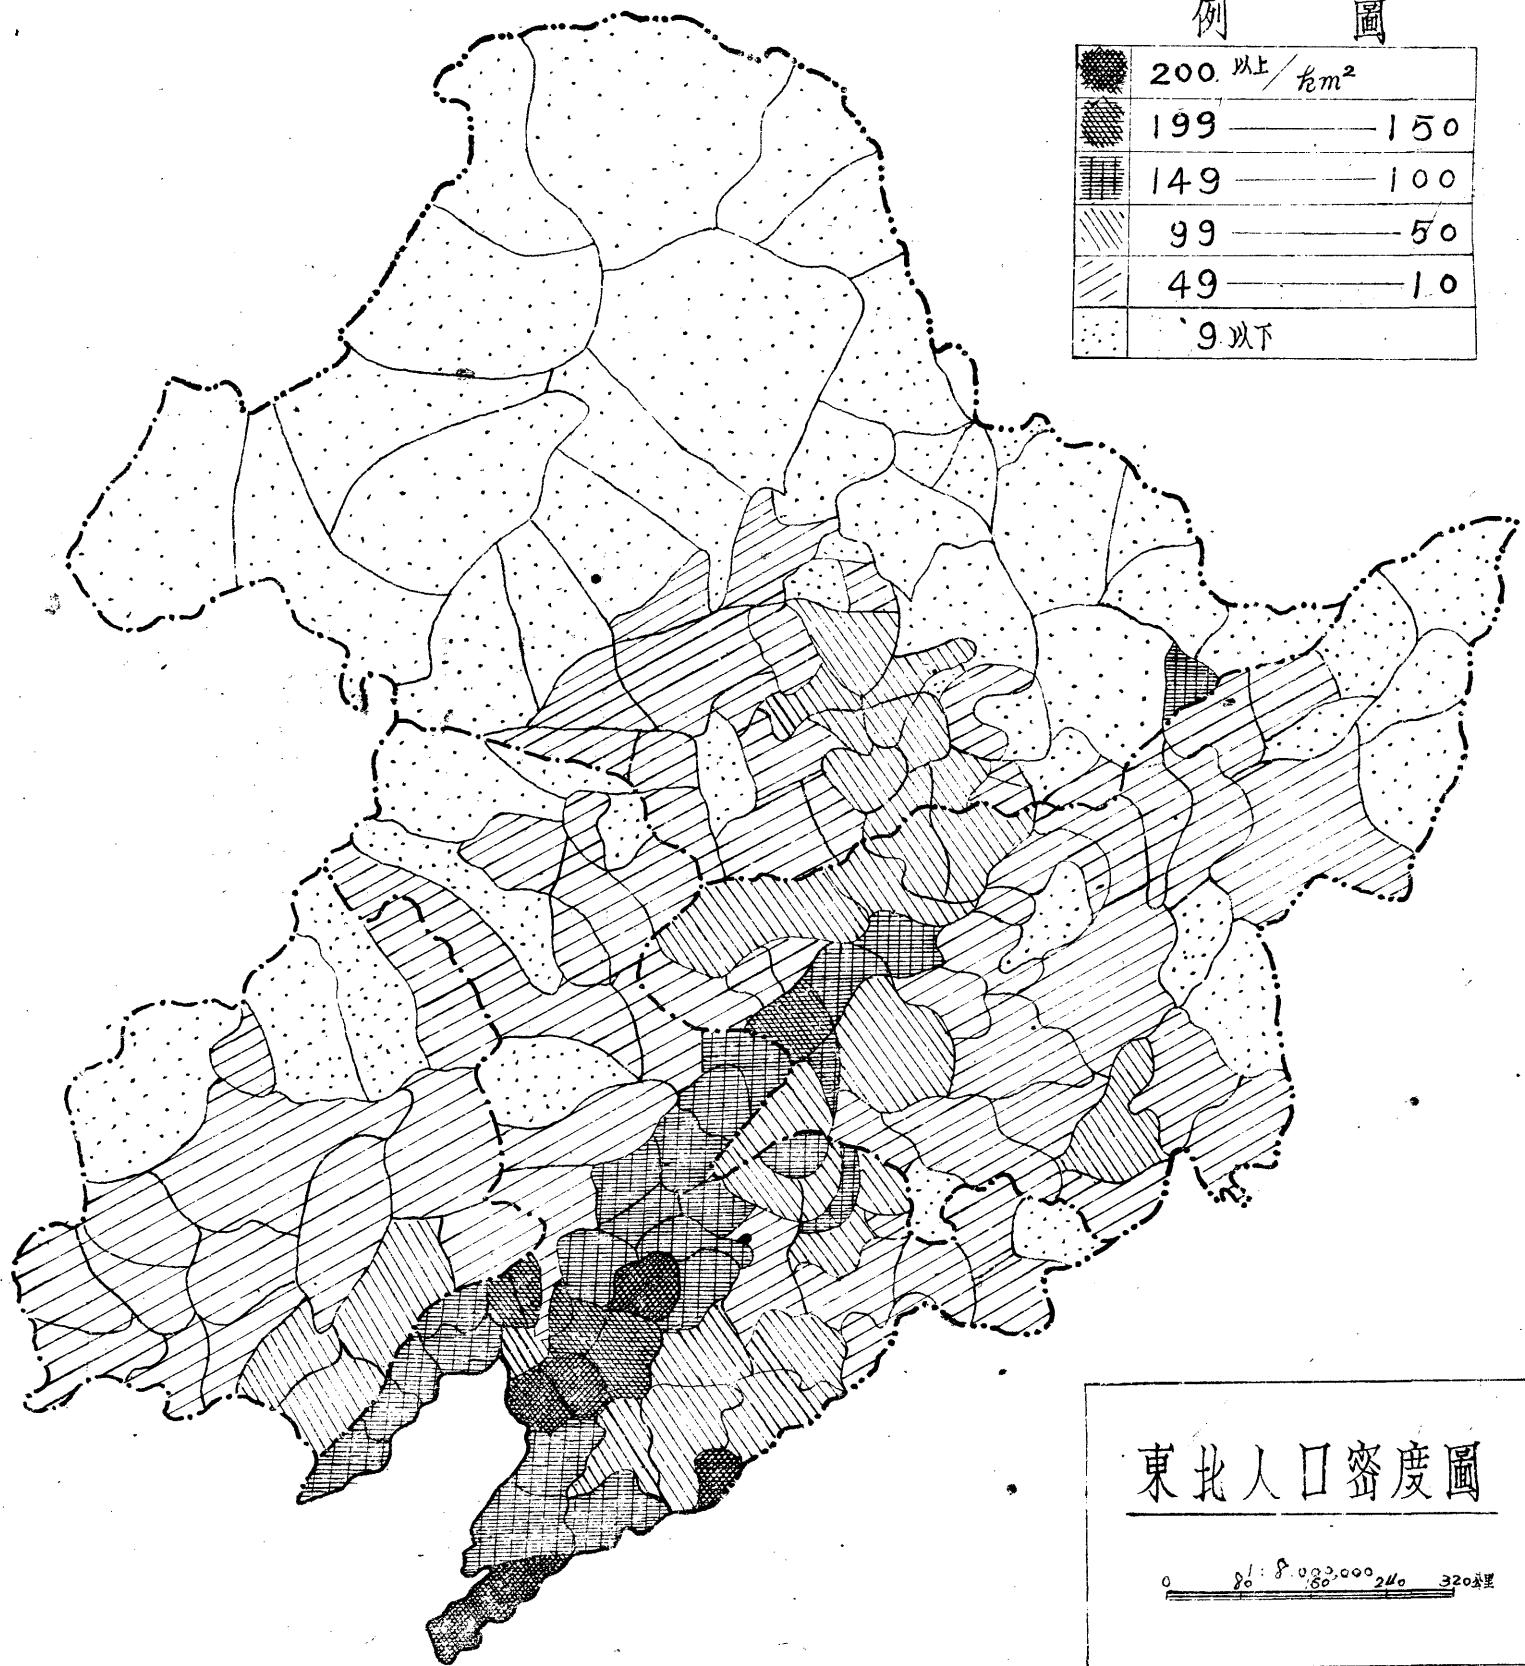 例 圖
200 以上/km²
199 — 150
149 — 100
99 — 50
49 — 10
9 以下
東北人口密度圖
1:8.000,000
0 80 160 240 320公里